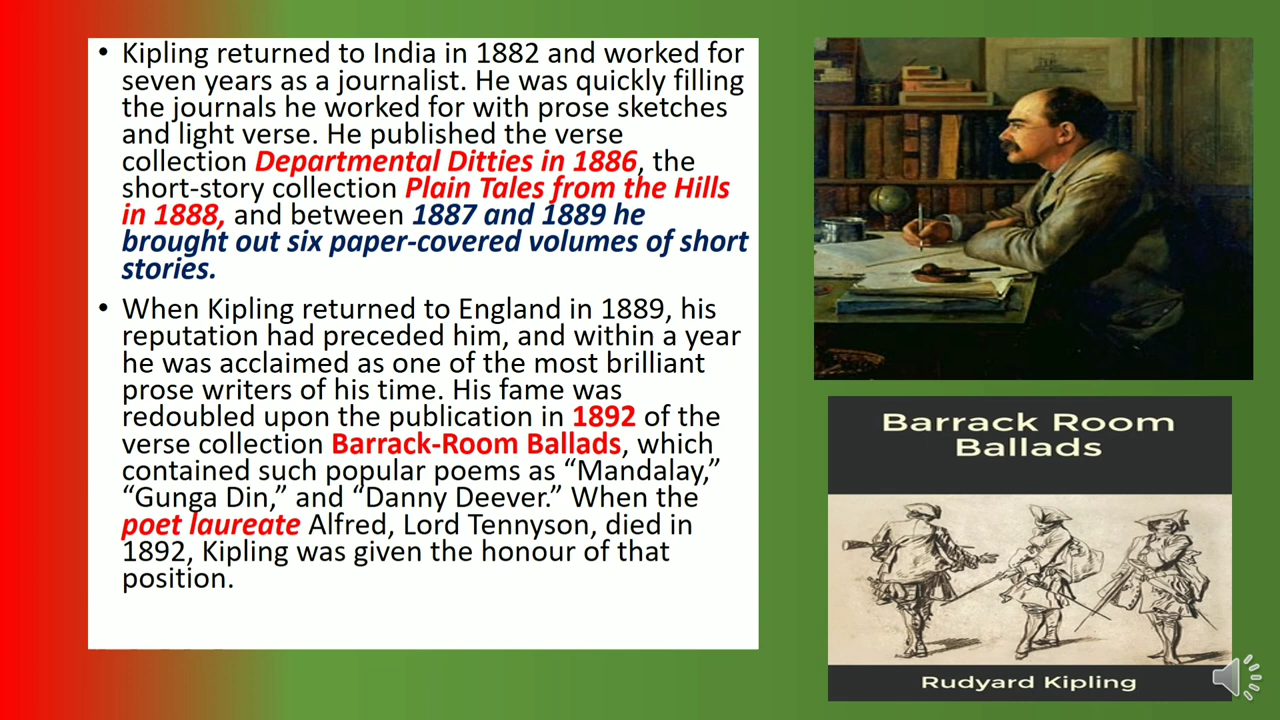 • Kipling returned to India in 1882 and worked for
seven years as a journalist. He was quickly filling
the journals he worked for with prose sketches
and light verse. He published the verse
collection Departmental Ditties in 1886, the
short-story collection Plain Tales from the Hills
in 1888, and between 1887 and 1889 he
brought out six paper-covered volumes of short
stories.
• When Kipling returned to England in 1889, his
reputation had preceded him, and within a year
he was acclaimed as one of the most brilliant
prose writers of his time. His fame was
redoubled upon the publication in 1892 of the
verse collection Barrack-Room Ballads, which
contained such popular poems as “Mandalay,”
“Gunga Din,” and “Danny Deever.” When the
poet laureate Alfred, Lord Tennyson, died in
1892, Kipling was given the honour of that
position.
Barrack Room
Ballads
Rudyard Kipling